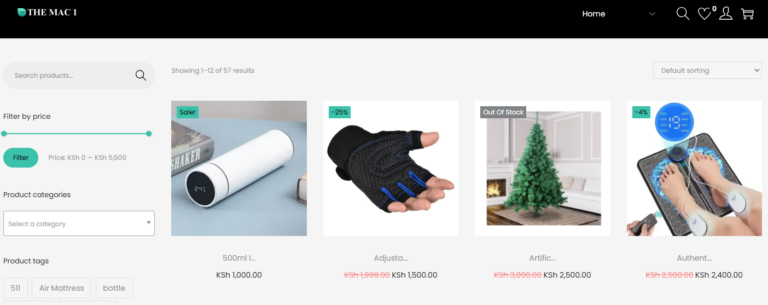 THE MAC 1
Home
0
Search products...
Showing 1–12 of 57 results
Default sorting
Filter by price
Filter
Price: KSh 0 — KSh 5,500
Product categories
Select a category
Product tags
511
Air Mattress
bottle
Sale!
500ml I...
KSh 1,000.00
-25%
Adjusta...
KSh 1,999.00 KSh 1,500.00
Out Of Stock
Artific...
KSh 3,000.00 KSh 2,500.00
-4%
19
Authent...
KSh 2,500.00 KSh 2,400.00